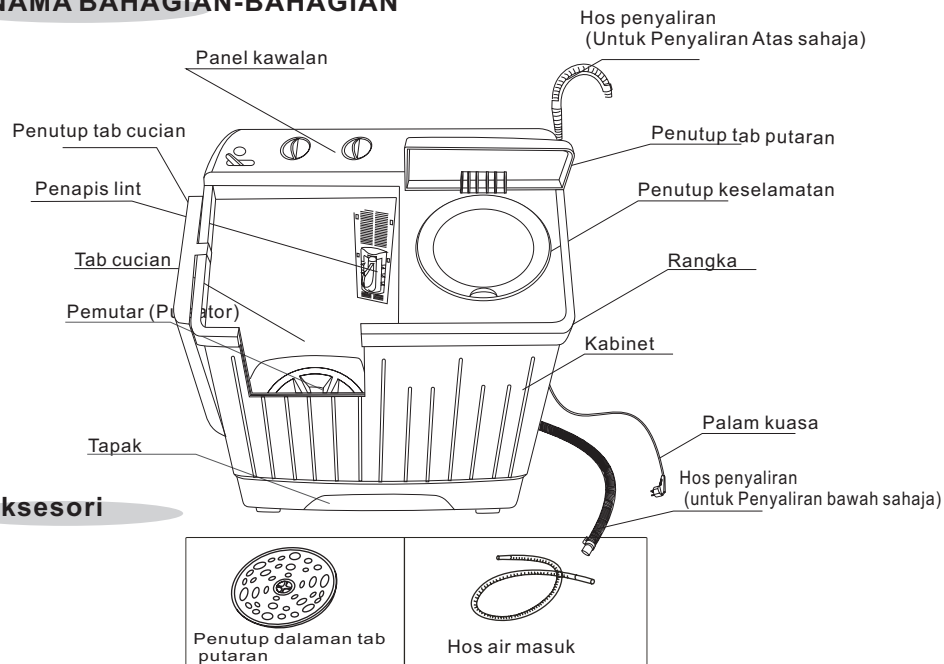 NAMA BAHAGIAN-BAHAGIAN
Hos penyaliran
(Untuk Penyaliran Atas sahaja)
Panel kawalan
Penutup tab cucian
Penutup tab putaran
Penapis lint
Penutup keselamatan
Tab cucian
Rangka
Pemutar
Kabinet
Palam kuasa
Tapak
Hos penyaliran
(untuk Penyaliran bawah sahaja)
ksesori
Penutup dalaman tab
putaran
Hos air masuk